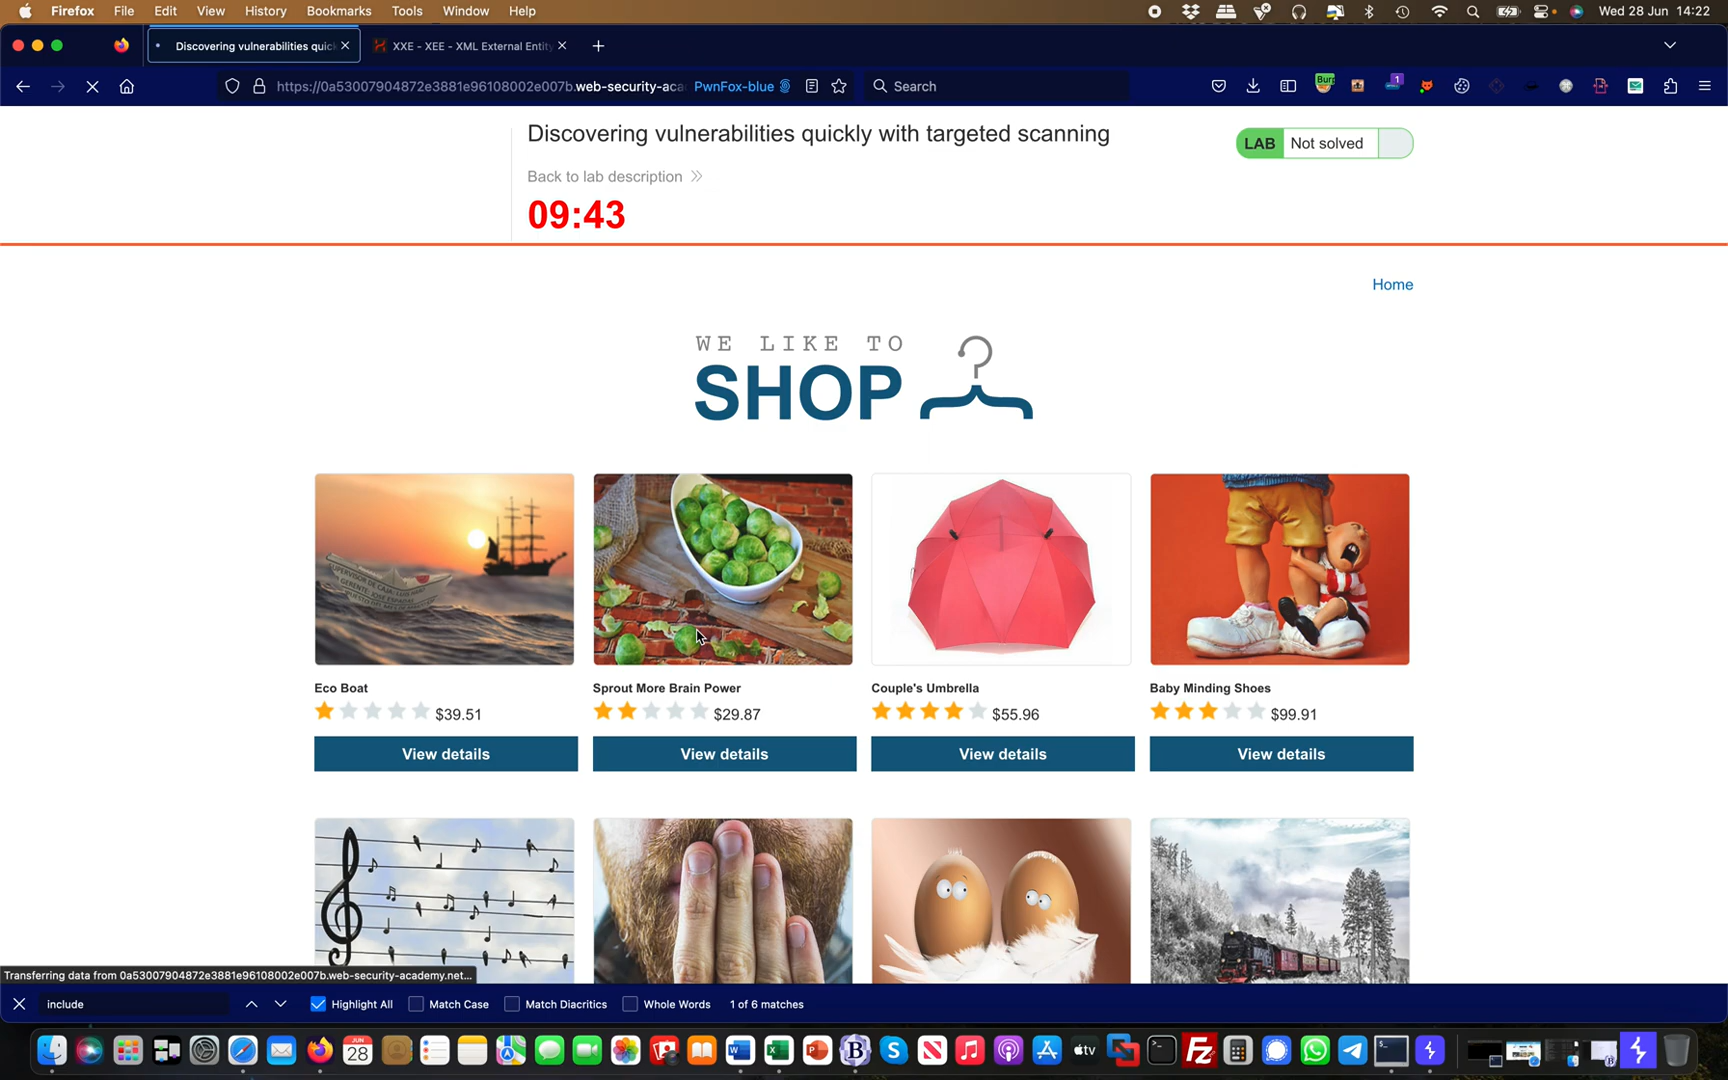 Firefox File Edit View History Bookmarks Tools Window Help Wed 28 Jun 14:22
Discovering vulnerabilities quic XXE - XEE - XML External Entity
https://0a53007904872e3881e96108002e007b.web-security-aca PwnFox-blue Search Burp 1
Discovering vulnerabilities quickly with targeted scanning
LAB Not solved
Back to lab description
09:43
Home
WE LIKE TO
SHOP
Eco Boat Sprout More Brain Power Couple's Umbrella Baby Minding Shoes
$39.51 $29.87 $55.96 $99.91
View details View details View details View details
Transferring data from 0a53007904872e3881e96108002e007b.web-security-academy.net...
include Highlight All Match Case Match Diacritics Whole Words 1 of 6 matches
JUN
28